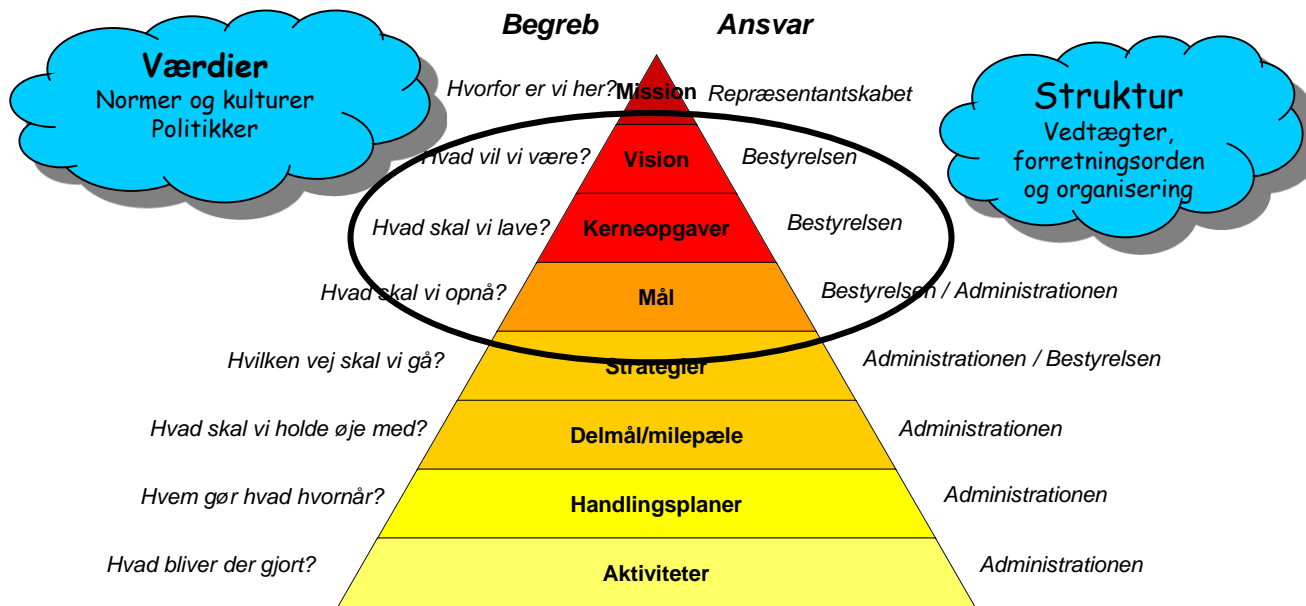 Begreb Ansvar
Værdier
Normer og kulturer
Politikker
Struktur
Vedtægter,
forretningsorden
og organisering
Hvorfor er vi her? Mission Repræsentantskabet
Hvad vil vi være? Vision Bestyrelsen
Hvad skal vi lave? Kerneopgaver Bestyrelsen
Hvad skal vi opnå? Mål Bestyrelsen / Administrationen
Hvilken vej skal vi gå? Strategier Administrationen / Bestyrelsen
Hvad skal vi holde øje med? Delmål/milepæle Administrationen
Hvem gør hvad hvornår? Handlingsplaner Administrationen
Hvad bliver der gjort? Aktiviteter Administrationen